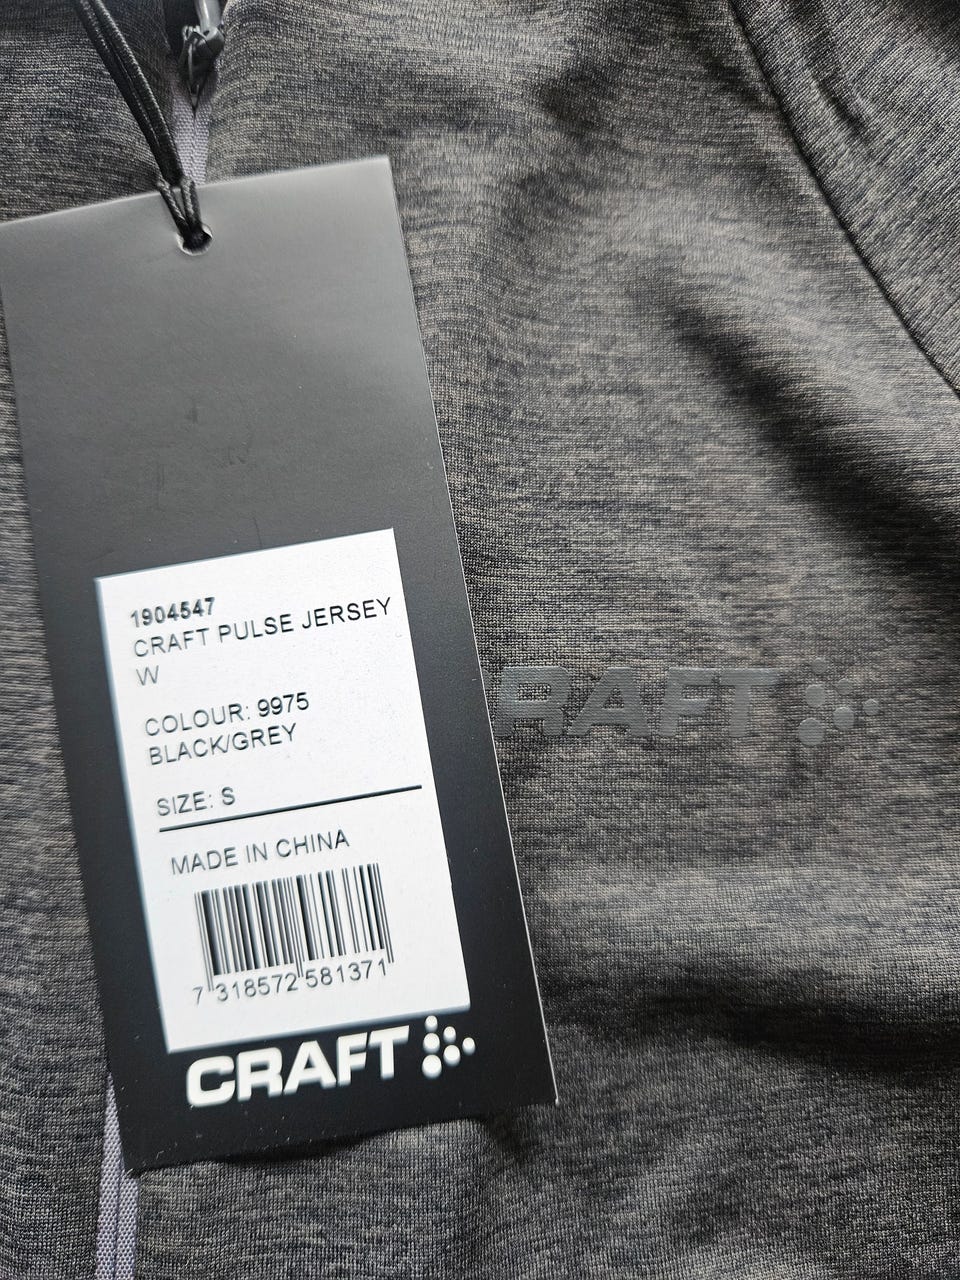 1904547
CRAFT PULSE JERSEY
W
COLOUR: 9975
BLACK/GREY
SIZE: S
MADE IN CHINA
7 318572 581371
CRAFT
CRAFT